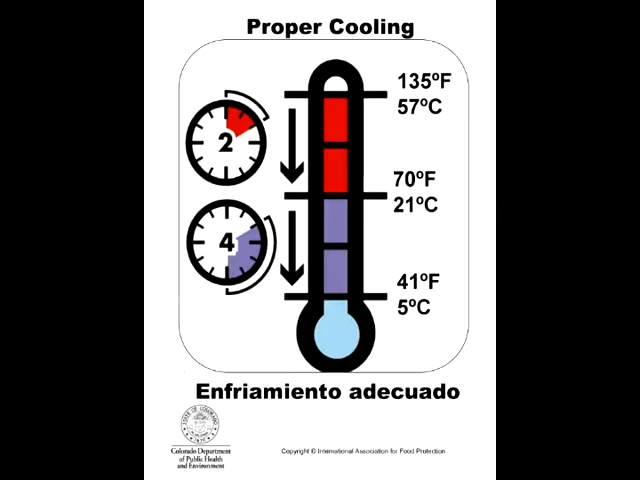 Proper Cooling
135ºF
57ºC
2
70ºF
21ºC
4
41ºF
5ºC
Enfriamiento adecuado
Colorado Department
of Public Health
and Environment
Copyright © International Association for Food Protection